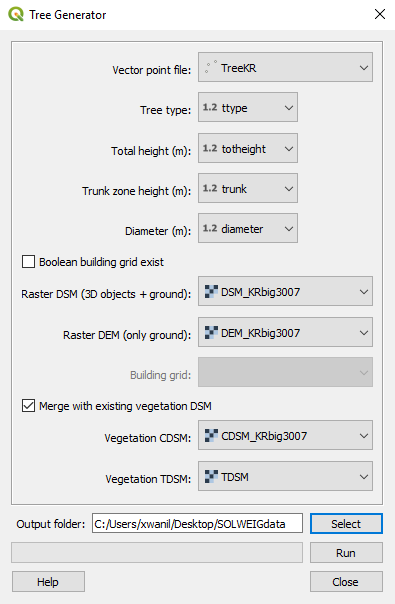 Tree Generator
Vector point file: TreeKR
Tree type: 1.2 ttype
Total height (m): 1.2 totheight
Trunk zone height (m): 1.2 trunk
Diameter (m): 1.2 diameter
Boolean building grid exist
Raster DSM (3D objects + ground): DSM_KRbig3007
Raster DEM (only ground): DEM_KRbig3007
Building grid:
Merge with existing vegetation DSM
Vegetation CDSM: CDSM_KRbig3007
Vegetation TDSM: TDSM
Output folder: C:/Users/xwanil/Desktop/SOLWEIGdata Select
Run
Help Close